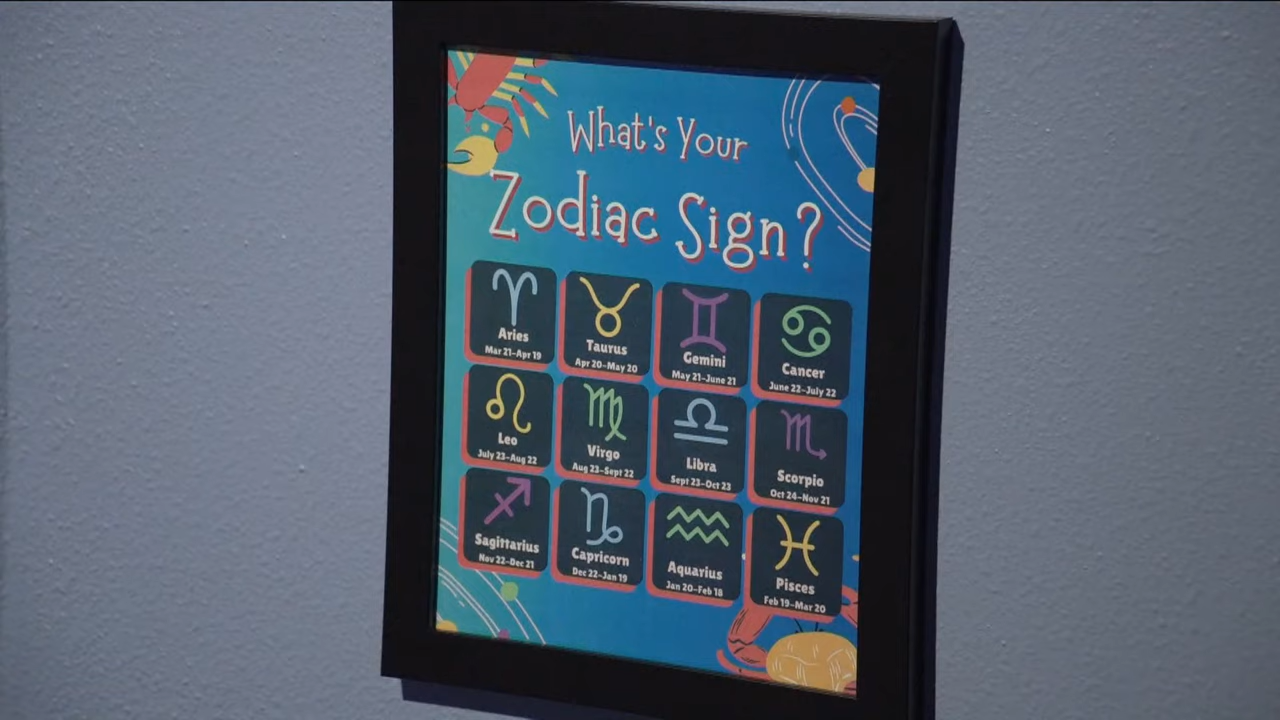 What's Your
Zodiac Sign?
Aries
Mar 21-Apr 19
Taurus
Apr 20-May 20
Gemini
May 21-June 21
Cancer
June 22-July 22
Leo
July 23-Aug 22
Virgo
Aug 23-Sept 22
Libra
Sept 23-Oct 23
Scorpio
Oct 24-Nov 21
Sagittarius
Nov 22-Dec 21
Capricorn
Dec 22-Jan 19
Aquarius
Jan 20-Feb 18
Pisces
Feb 19-Mar 20